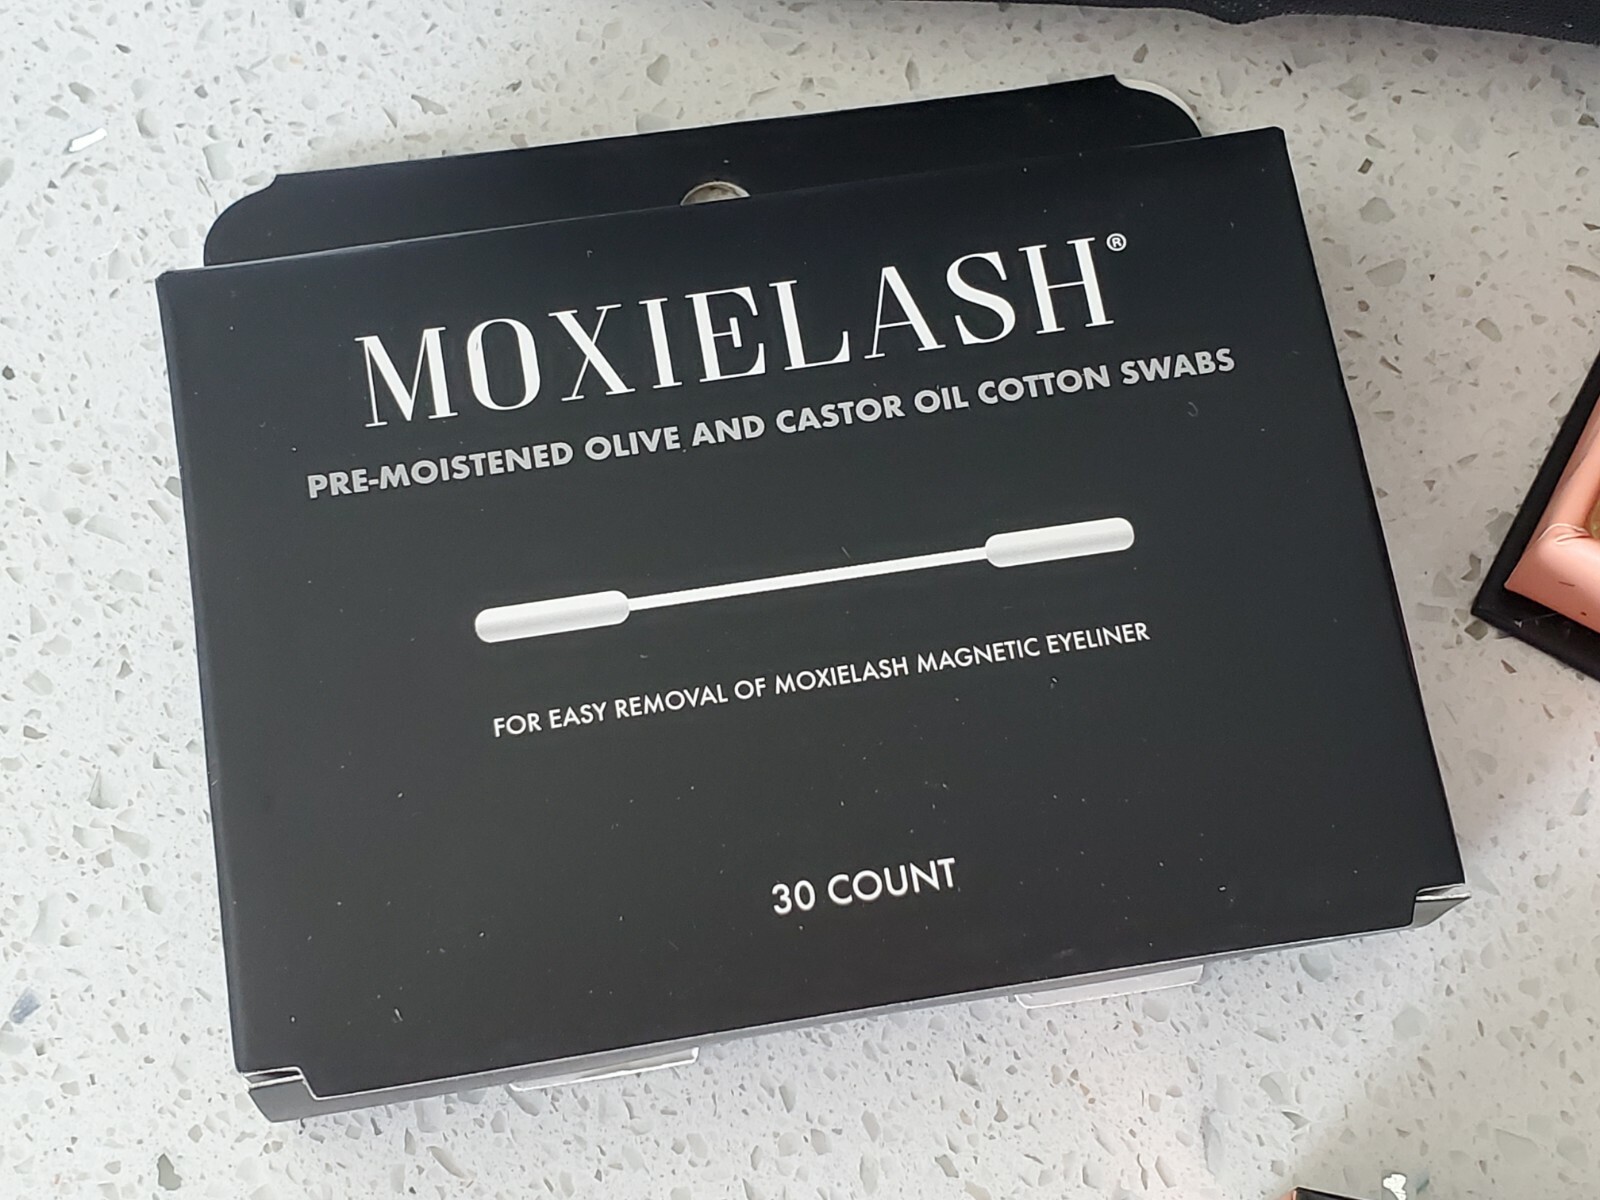 MOXIELASH®
PRE-MOISTENED OLIVE AND CASTOR OIL COTTON SWABS
FOR EASY REMOVAL OF MOXIELASH MAGNETIC EYELINER
30 COUNT